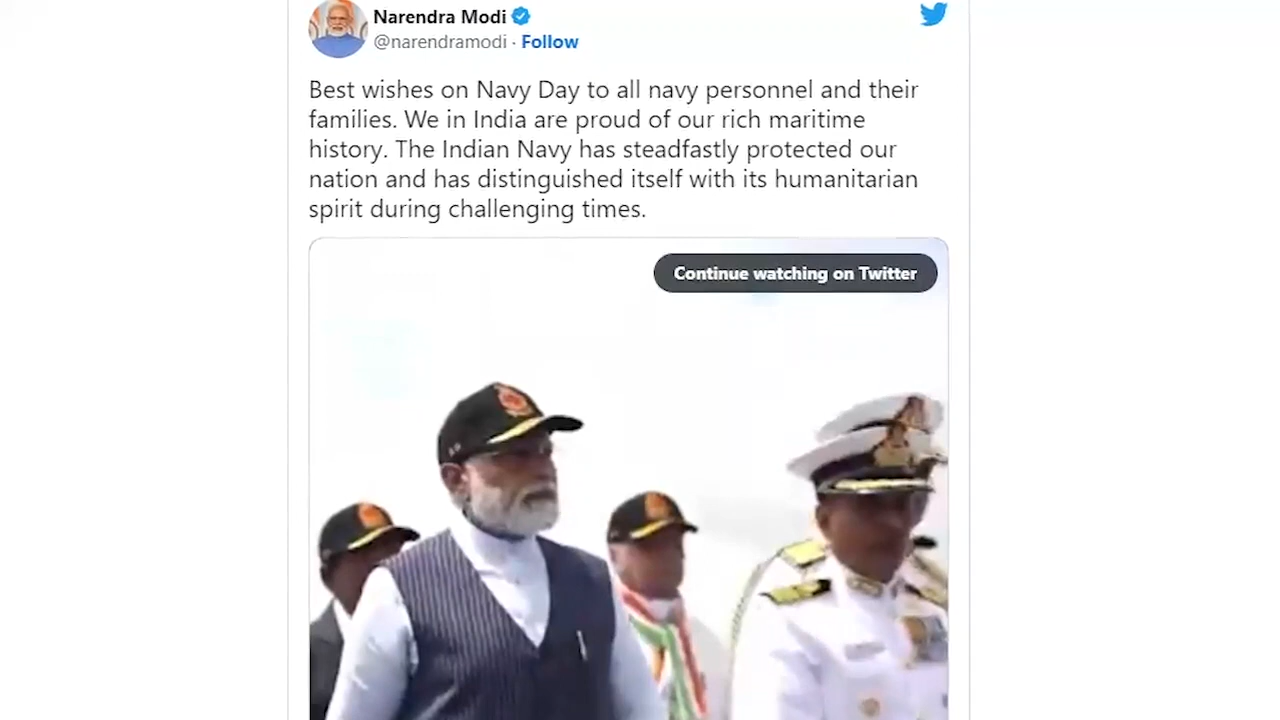 Narendra Modi
@narendramodi · Follow
Best wishes on Navy Day to all navy personnel and their
families. We in India are proud of our rich maritime
history. The Indian Navy has steadfastly protected our
nation and has distinguished itself with its humanitarian
spirit during challenging times.
Continue watching on Twitter